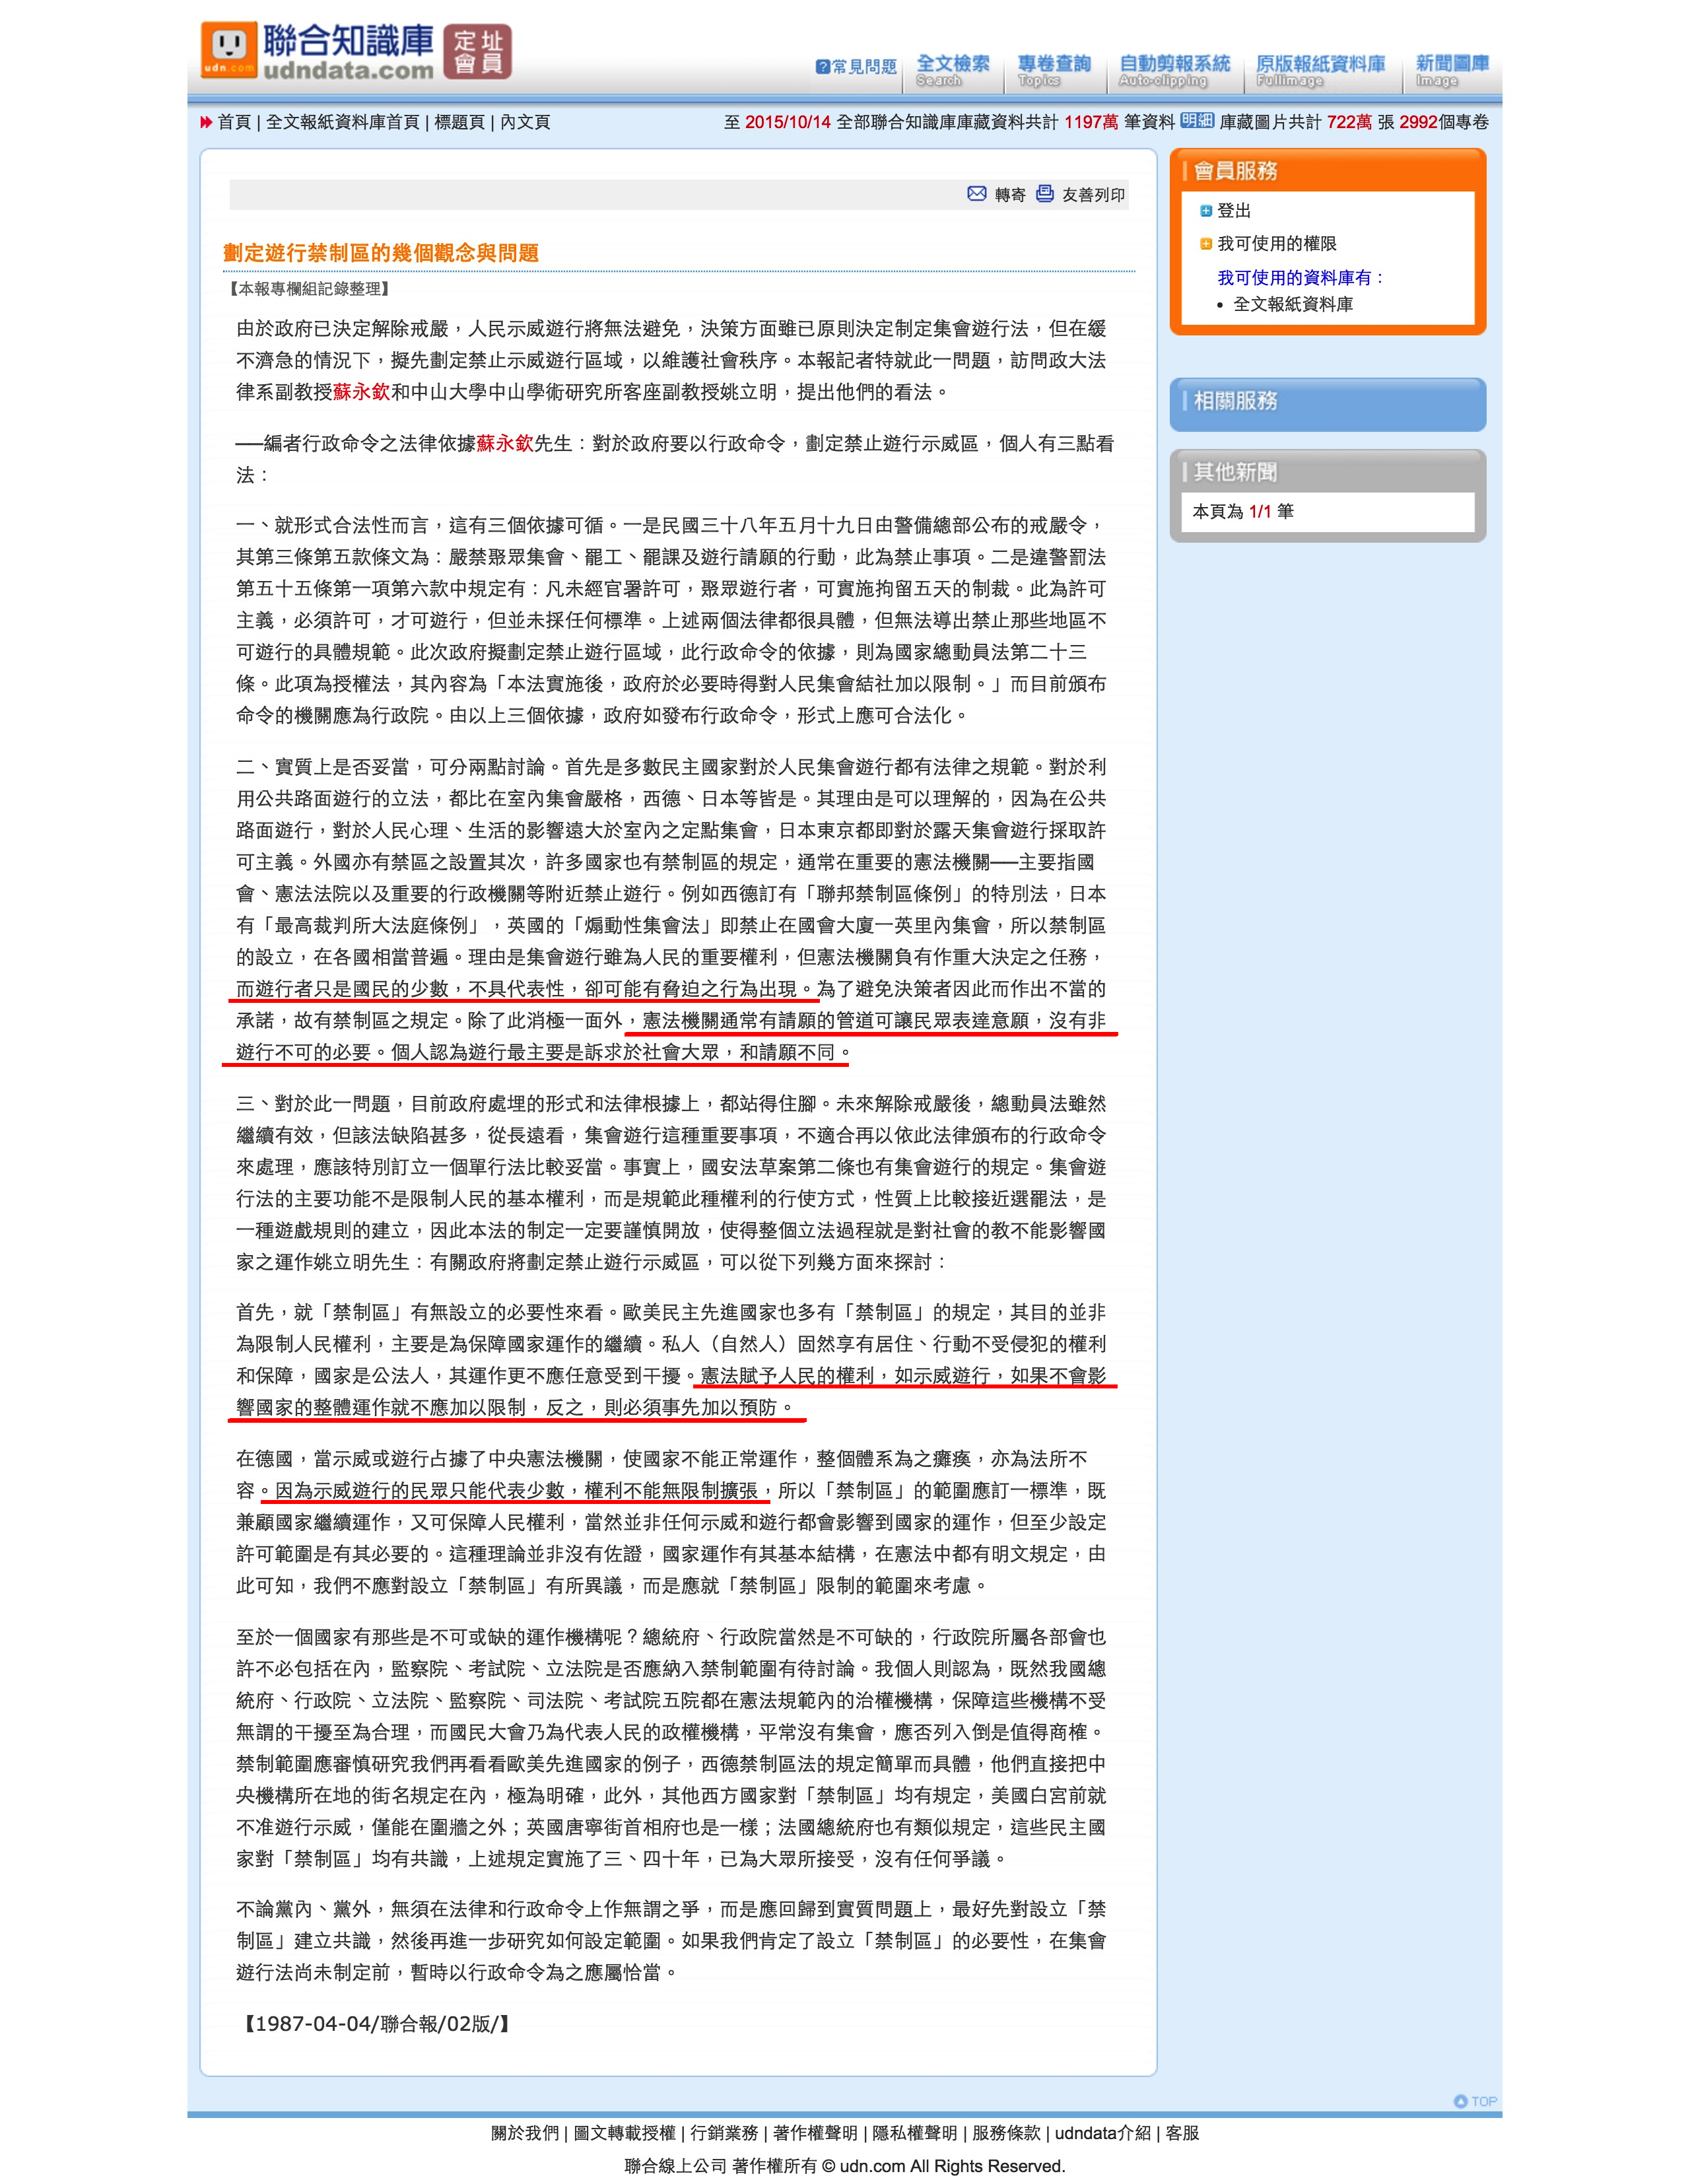 udn.com 聯合知識庫 定址會員
udndata.com
?常見問題 全文檢索 專卷查詢 自動剪報系統 原版報紙資料庫 新聞圖庫
Search Topics Auto-clipping Fullimage Image
首頁 | 全文報紙資料庫首頁 | 標題頁 | 內文頁
至 2015/10/14 全部聯合知識庫庫藏資料共計 1197萬 筆資料 明細 庫藏圖片共計 722萬 張 2992個專卷
轉寄 友善列印
劃定遊行禁制區的幾個觀念與問題
【本報專欄組記錄整理】
由於政府已決定解除戒嚴，人民示威遊行將無法避免，決策方面雖已原則決定制定集會遊行法，但在緩
不濟急的情況下，擬先劃定禁止示威遊行區域，以維護社會秩序。本報記者特就此一問題，訪問政大法
律系副教授蘇永欽和中山大學中山學術研究所客座副教授姚立明，提出他們的看法。
──編者行政命令之法律依據蘇永欽先生：對於政府要以行政命令，劃定禁止遊行示威區，個人有三點看
法：
一、就形式合法性而言，這有三個依據可循。一是民國三十八年五月十九日由警備總部公布的戒嚴令，
其第三條第五款條文為：嚴禁聚眾集會、罷工、罷課及遊行請願的行動，此為禁止事項。二是違警罰法
第五十五條第一項第六款中規定有：凡未經官署許可，聚眾遊行者，可實施拘留五天的制裁。此為許可
主義，必須許可，才可遊行，但並未採任何標準。上述兩個法律都很具體，但無法導出禁止那些地區不
可遊行的具體規範。此次政府擬劃定禁止遊行區域，此行政命令的依據，則為國家總動員法第二十三
條。此項為授權法，其內容為「本法實施後，政府於必要時得對人民集會結社加以限制。」而目前頒布
命令的機關應為行政院。由以上三個依據，政府如發布行政命令，形式上應可合法化。
二、實質上是否妥當，可分兩點討論。首先是多數民主國家對於人民集會遊行都有法律之規範。對於利
用公共路面遊行的立法，都比在室內集會嚴格，西德、日本等皆是。其理由是可以理解的，因為在公共
路面遊行，對於人民心理、生活的影響遠大於室內之定點集會，日本東京都即對於露天集會遊行採取許
可主義。外國亦有禁區之設置其次，許多國家也有禁制區的規定，通常在重要的憲法機關──主要指國
會、憲法法院以及重要的行政機關等附近禁止遊行。例如西德訂有「聯邦禁制區條例」的特別法，日本
有「最高裁判所大法庭條例」，英國的「煽動性集會法」即禁止在國會大廈一英里內集會，所以禁制區
的設立，在各國相當普遍。理由是集會遊行雖為人民的重要權利，但憲法機關負有作重大決定之任務，
而遊行者只是國民的少數，不具代表性，卻可能有脅迫之行為出現。為了避免決策者因此而作出不當的
承諾，故有禁制區之規定。除了此消極一面外，憲法機關通常有請願的管道可讓民眾表達意願，沒有非
遊行不可的必要。個人認為遊行最主要是訴求於社會大眾，和請願不同。
三、對於此一問題，目前政府處埋的形式和法律根據上，都站得住腳。未來解除戒嚴後，總動員法雖然
繼續有效，但該法缺陷甚多，從長遠看，集會遊行這種重要事項，不適合再以依此法律頒布的行政命令
來處理，應該特別訂立一個單行法比較妥當。事實上，國安法草案第二條也有集會遊行的規定。集會遊
行法的主要功能不是限制人民的基本權利，而是規範此種權利的行使方式，性質上比較接近選罷法，是
一種遊戲規則的建立，因此本法的制定一定要謹慎開放，使得整個立法過程就是對社會的教不能影響國
家之運作姚立明先生：有關政府將劃定禁止遊行示威區，可以從下列幾方面來探討：
首先，就「禁制區」有無設立的必要性來看。歐美民主先進國家也多有「禁制區」的規定，其目的並非
為限制人民權利，主要是為保障國家運作的繼續。私人（自然人）固然享有居住、行動不受侵犯的權利
和保障，國家是公法人，其運作更不應任意受到干擾。憲法賦予人民的權利，如示威遊行，如果不會影
響國家的整體運作就不應加以限制，反之，則必須事先加以預防。
在德國，當示威或遊行占據了中央憲法機關，使國家不能正常運作，整個體系為之癱瘓，亦為法所不
容。因為示威遊行的民眾只能代表少數，權利不能無限制擴張，所以「禁制區」的範圍應訂一標準，既
兼顧國家繼續運作，又可保障人民權利，當然並非任何示威和遊行都會影響到國家的運作，但至少設定
許可範圍是有其必要的。這種理論並非沒有佐證，國家運作有其基本結構，在憲法中都有明文規定，由
此可知，我們不應對設立「禁制區」有所異議，而是應就「禁制區」限制的範圍來考慮。
至於一個國家有那些是不可或缺的運作機構呢？總統府、行政院當然是不可缺的，行政院所屬各部會也
許不必包括在內，監察院、考試院、立法院是否應納入禁制範圍有待討論。我個人則認為，既然我國總
統府、行政院、立法院、監察院、司法院、考試院五院都在憲法規範內的治權機構，保障這些機構不受
無謂的干擾至為合理，而國民大會乃為代表人民的政權機構，平常沒有集會，應否列入倒是值得商榷。
禁制範圍應審慎研究我們再看看歐美先進國家的例子，西德禁制區法的規定簡單而具體，他們直接把中
央機構所在地的街名規定在內，極為明確，此外，其他西方國家對「禁制區」均有規定，美國白宮前就
不准遊行示威，僅能在圍牆之外；英國唐寧街首相府也是一樣；法國總統府也有類似規定，這些民主國
家對「禁制區」均有共識，上述規定實施了三、四十年，已為大眾所接受，沒有任何爭議。
不論黨內、黨外，無須在法律和行政命令上作無謂之爭，而是應回歸到實質問題上，最好先對設立「禁
制區」建立共識，然後再進一步研究如何設定範圍。如果我們肯定了設立「禁制區」的必要性，在集會
遊行法尚未制定前，暫時以行政命令為之應屬恰當。
【1987-04-04/聯合報/02版/】
會員服務
登出
我可使用的權限
我可使用的資料庫有：
• 全文報紙資料庫
相關服務
其他新聞
本頁為 1/1 筆
TOP
關於我們 | 圖文轉載授權 | 行銷業務 | 著作權聲明 | 隱私權聲明 | 服務條款 | udndata介紹 | 客服
聯合線上公司 著作權所有 © udn.com All Rights Reserved.